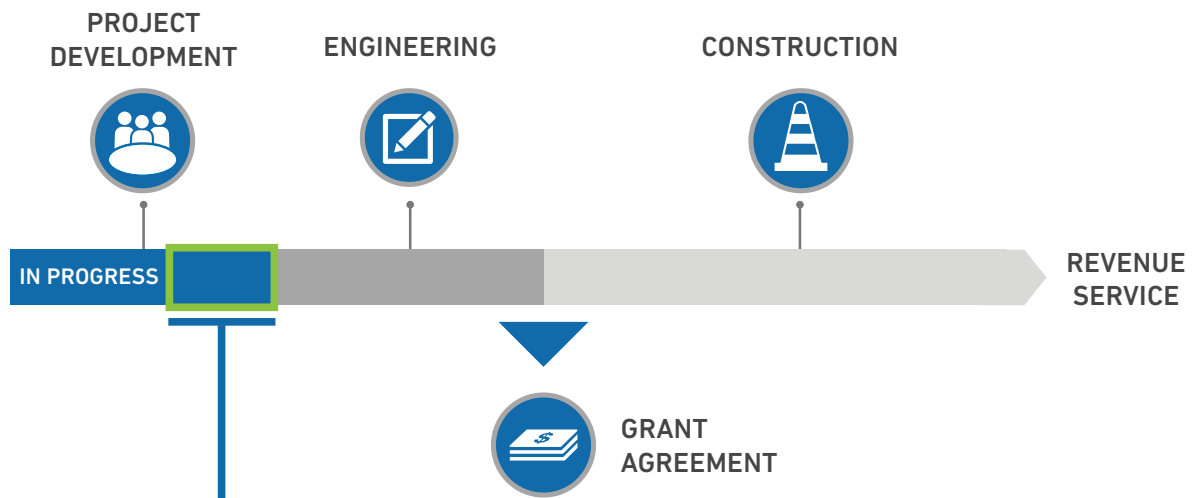 PROJECT
DEVELOPMENT
ENGINEERING
CONSTRUCTION
IN PROGRESS
REVENUE
SERVICE
$
GRANT
AGREEMENT